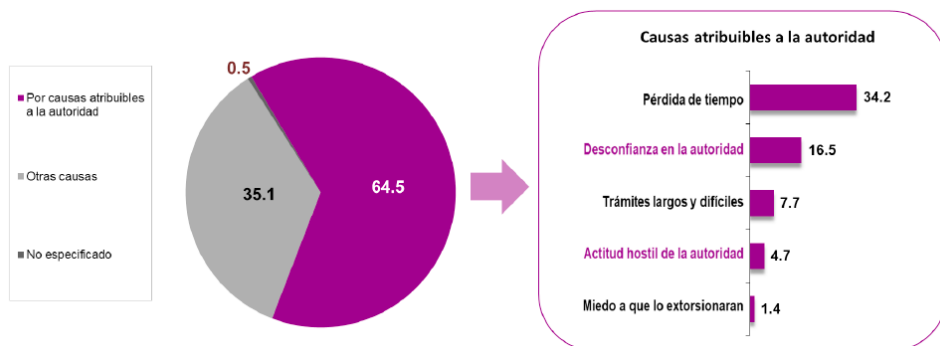 Por causas atribuibles
a la autoridad
Otras causas
No especificado
0.5
35.1
64.5
Causas atribuibles a la autoridad
Pérdida de tiempo 34.2
Desconfianza en la autoridad 16.5
Trámites largos y difíciles 7.7
Actitud hostil de la autoridad 4.7
Miedo a que lo extorsionaran 1.4